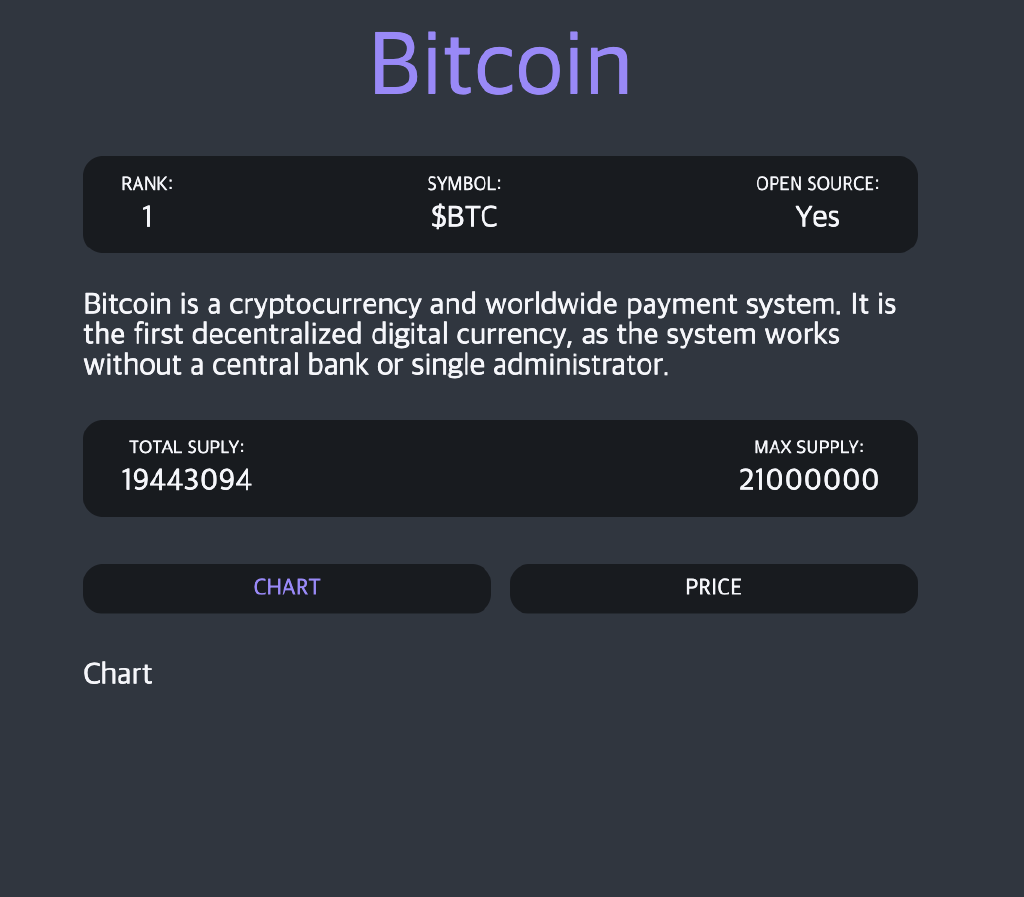 Bitcoin
RANK:
1
SYMBOL:
$BTC
OPEN SOURCE:
Yes
Bitcoin is a cryptocurrency and worldwide payment system. It is
the first decentralized digital currency, as the system works
without a central bank or single administrator.
TOTAL SUPLY:
19443094
MAX SUPPLY:
21000000
CHART
PRICE
Chart